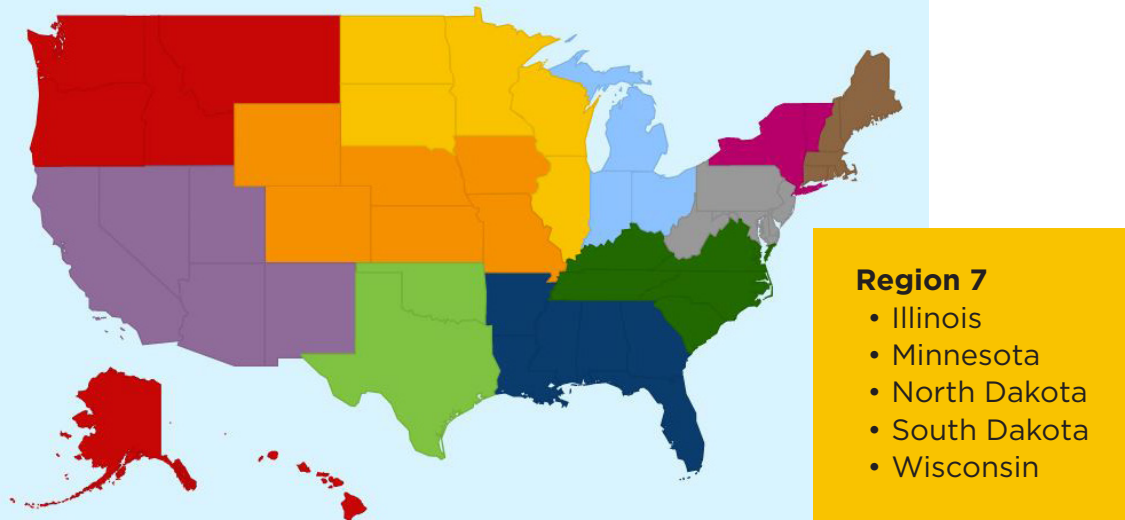 Region 7
• Illinois
• Minnesota
• North Dakota
• South Dakota
• Wisconsin